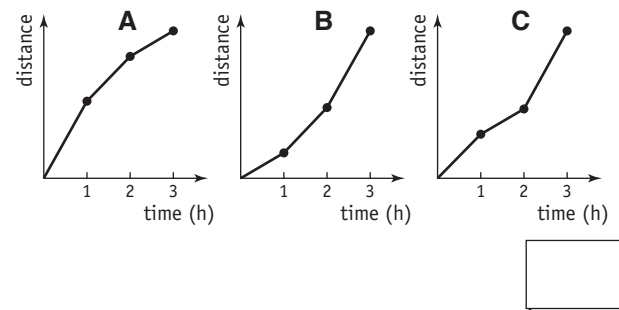 A B C
distance distance distance
1 2 3 1 2 3 1 2 3
time (h) time (h) time (h)